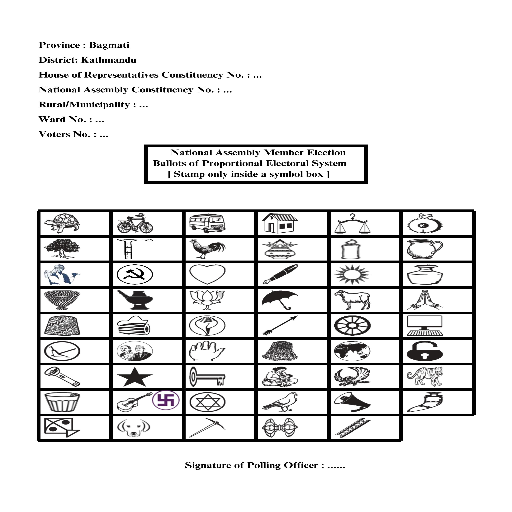 Province : Bagmati
District: Kathmandu
House of Representatives Constituency No. : ...
National Assembly Constituency No. : ...
Rural/Municipality : ...
Ward No. : ...
Voters No. : ...
National Assembly Member Election
Ballots of Proportional Electoral System
[ Stamp only inside a symbol box ]
Signature of Polling Officer : ......